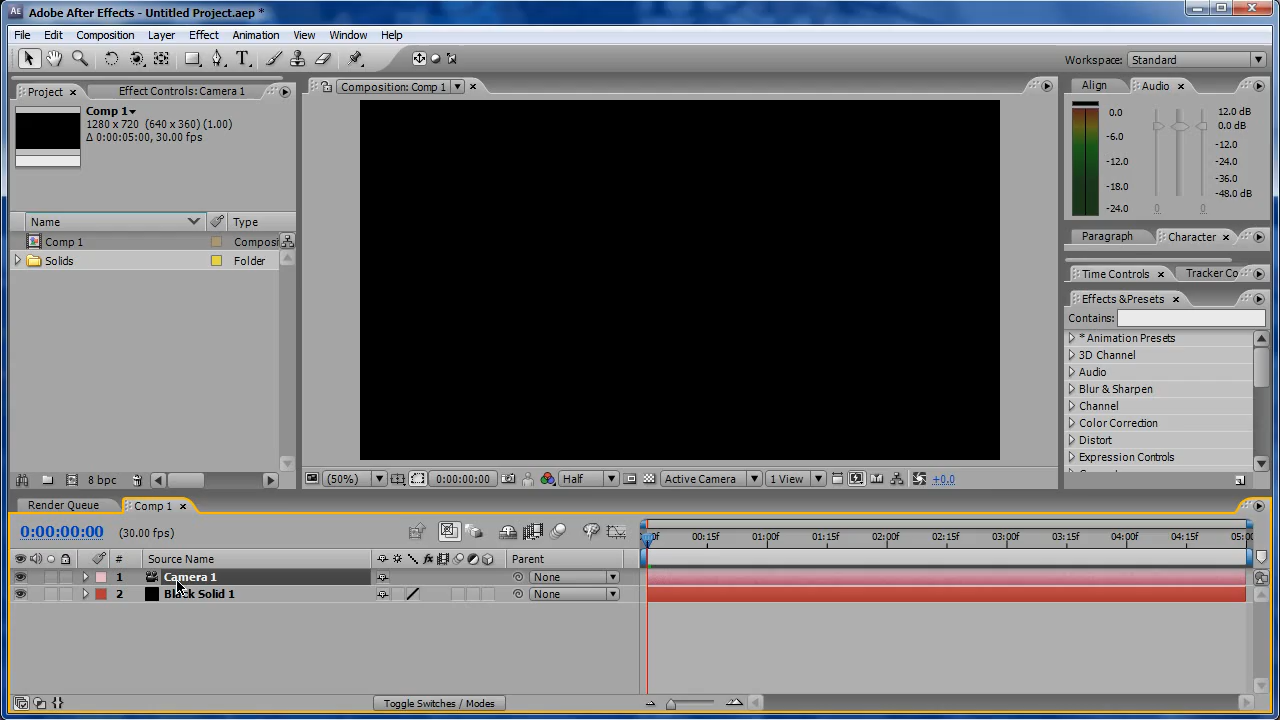 Adobe After Effects - Untitled Project.aep *
File Edit Composition Layer Effect Animation View Window Help
Workspace: Standard
Project Effect Controls: Camera 1
Comp 1
1280 x 720 (640 x 360) (1.00)
Δ 0:00:05:00, 30.00 fps
Name Type
Comp 1 Composi
Solids Folder
8 bpc
Composition: Comp 1
(50%) 0:00:00:00 Half Active Camera 1 View +0.0
Align Audio
0.0 12.0 dB
-6.0 0.0 dB
-12.0 -12.0
-18.0 -24.0
-24.0 -36.0
-48.0 dB
0 0
Paragraph Character
Time Controls Tracker Co
Effects & Presets
Contains:
* Animation Presets
3D Channel
Audio
Blur & Sharpen
Channel
Color Correction
Distort
Expression Controls
Render Queue Comp 1
0:00:00:00 (30.00 fps)
00:15f 01:00f 01:15f 02:00f 02:15f 03:00f 03:15f 04:00f 04:15f 05:00
# Source Name Parent
1 Camera 1 None
2 Black Solid 1 None
Toggle Switches / Modes